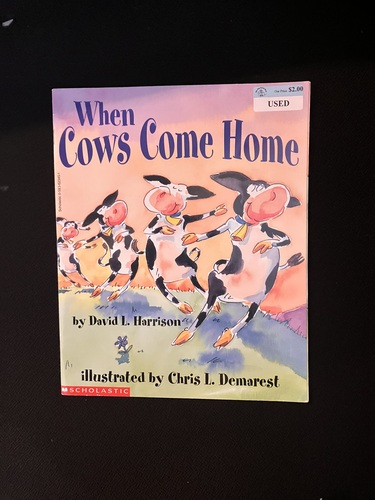 $2.00
USED
When
Cows Come Home
by David L. Harrison
illustrated by Chris L. Demarest
SCHOLASTIC